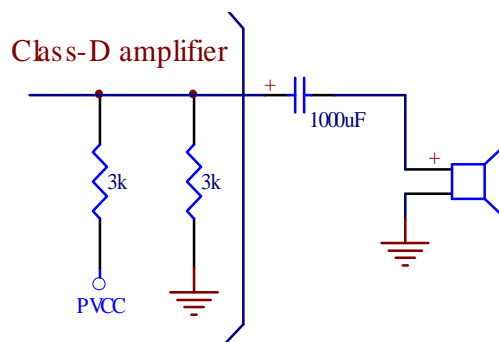 Class-D amplifier
+
1000uF
+
3k
3k
PVCC